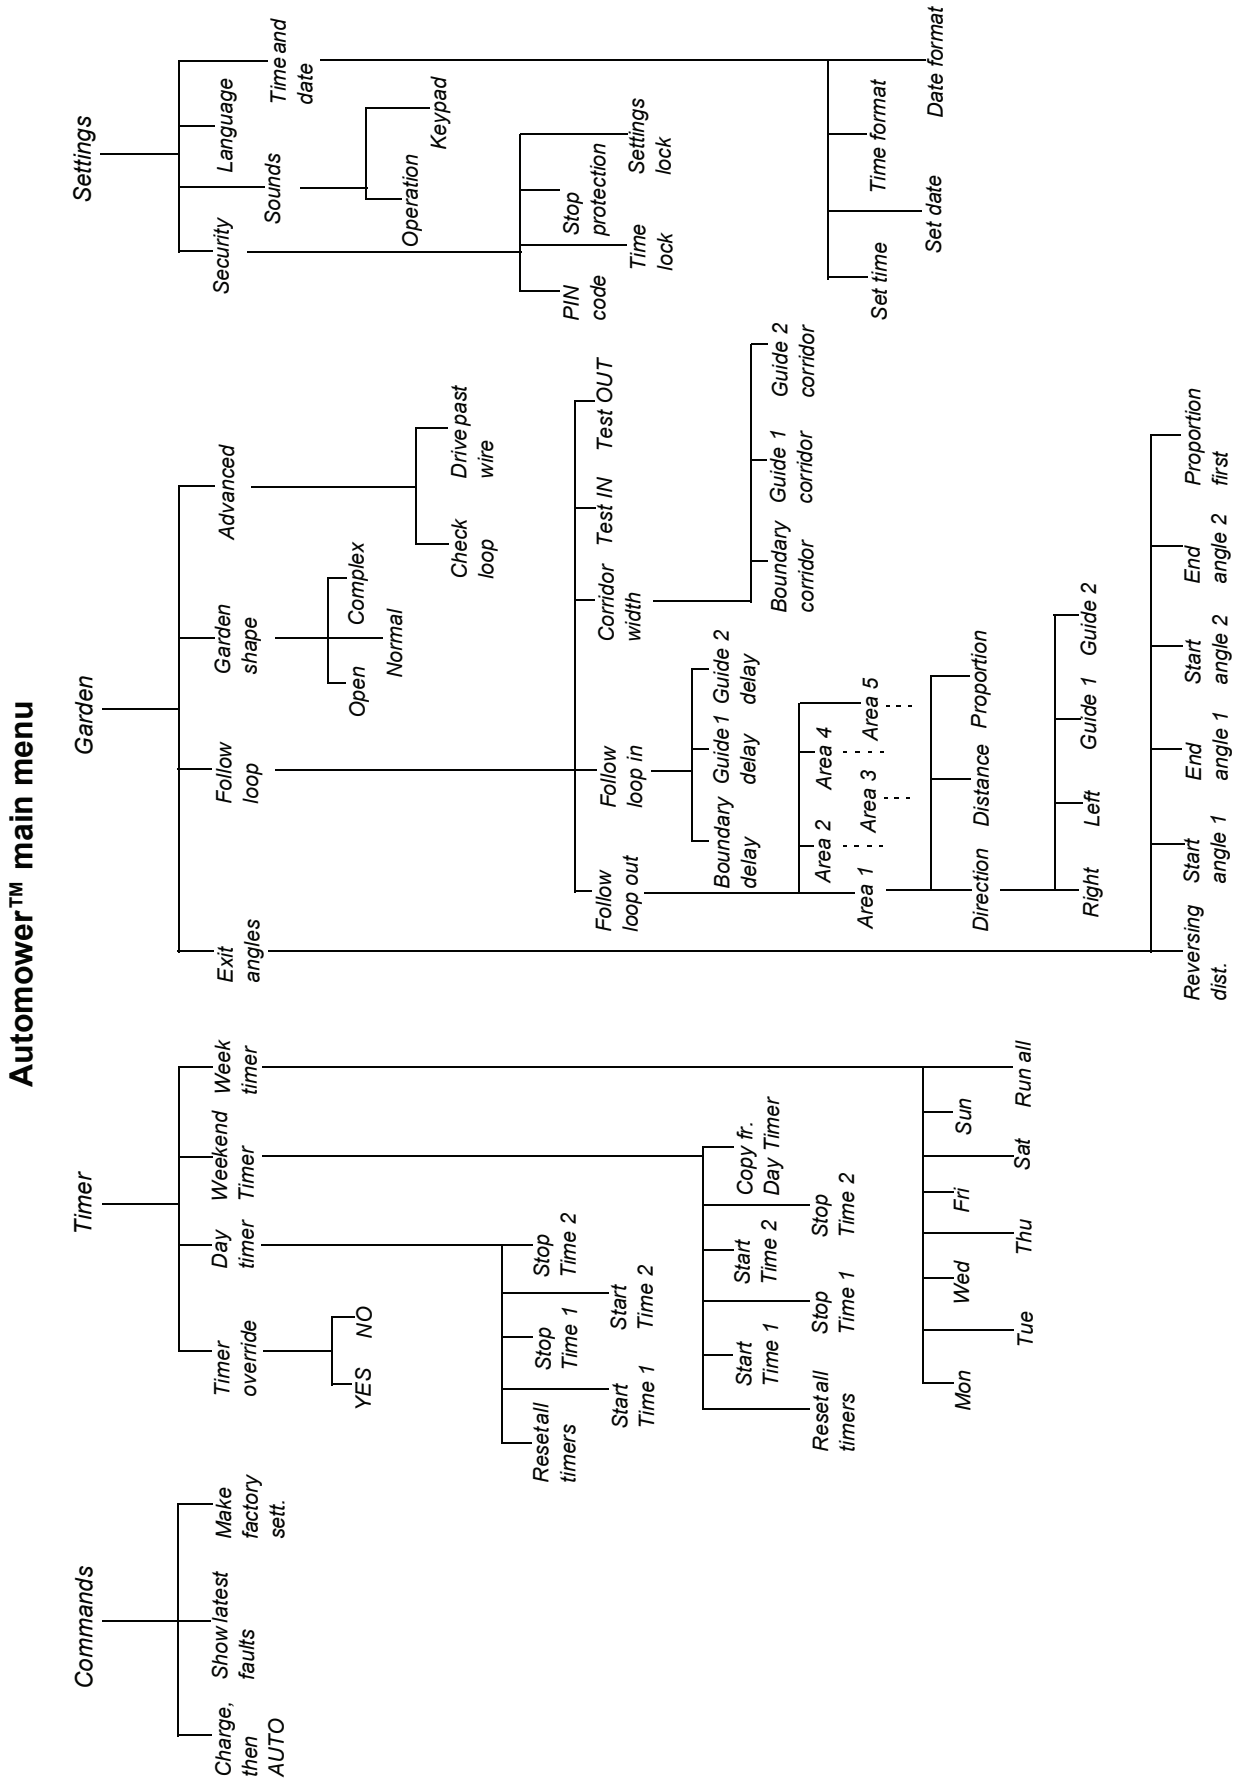 Automower™ main menu
Commands
Charge,
then
AUTO
Show latest
faults
Make
factory
sett.
Timer
Timer
override
YES
NO
Day
timer
Reset all
timers
Start
Time 1
Stop
Time 1
Start
Time 2
Stop
Time 2
Weekend
Timer
Reset all
timers
Start
Time 1
Stop
Time 1
Start
Time 2
Stop
Time 2
Copy fr.
Day Timer
Week
timer
Mon
Tue
Wed
Thu
Fri
Sat
Sun
Run all
Garden
Exit
angles
Reversing
dist.
Start
angle 1
End
angle 1
Start
angle 2
End
angle 2
Proportion
first
Follow
loop
Follow
loop out
Area 1
Area 2
Area 3
Area 4
Area 5
Direction
Distance
Proportion
Right
Left
Guide 1
Guide 2
Follow
loop in
Boundary
delay
Guide 1
delay
Guide 2
delay
Corridor
width
Boundary
corridor
Guide 1
corridor
Guide 2
corridor
Test IN
Test OUT
Garden
shape
Open
Normal
Complex
Advanced
Check
loop
Drive past
wire
Settings
Security
PIN
code
Time
lock
Stop
protection
Settings
lock
Sounds
Operation
Keypad
Language
Time and
date
Set time
Set date
Time format
Date format